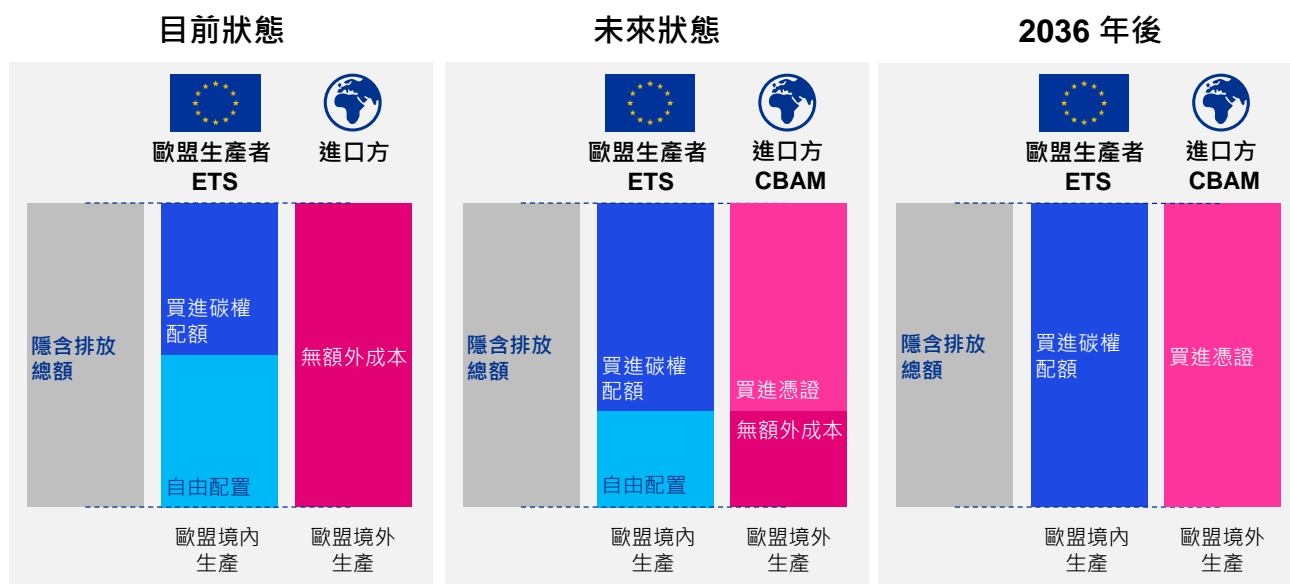 目前狀態
歐盟生產者
ETS
進口方
隱含排放
總額
買進碳權
配額
自由配置
無額外成本
歐盟境內
生產
歐盟境外
生產
未來狀態
歐盟生產者
ETS
進口方
CBAM
隱含排放
總額
買進碳權
配額
自由配置
買進憑證
無額外成本
歐盟境內
生產
歐盟境外
生產
2036 年後
歐盟生產者
ETS
進口方
CBAM
隱含排放
總額
買進碳權
配額
買進憑證
歐盟境內
生產
歐盟境外
生產